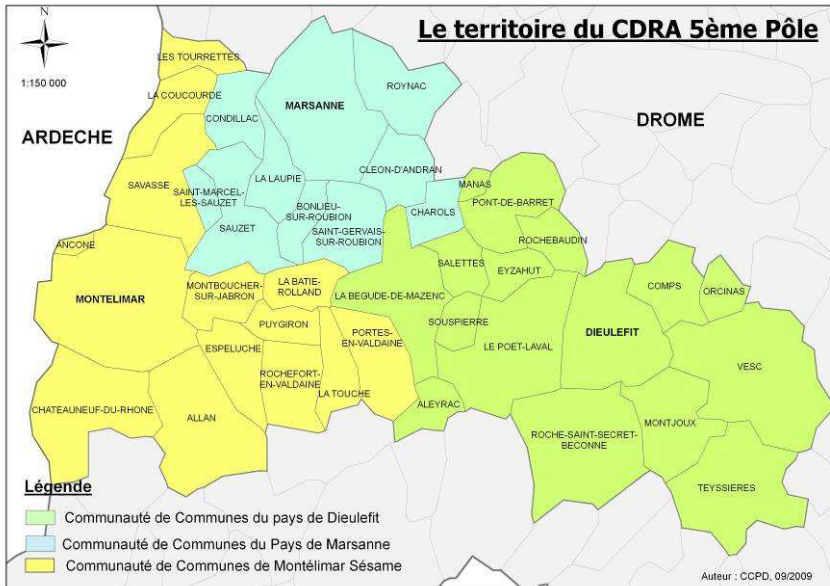 Le territoire du CDRA 5ème Pôle
1:150 000
ARDECHE
DROME
LES TOURRETTES
LA COUCOURDE
CONDILLAC
MARSANNE
ROYNAC
SAVASSE
SAINT-MARCEL-
LES-SAUZET
LA LAUPIE
CLEON-D'ANDRAN
BONLIEU-
SUR-ROUBION
SAUZET
SAINT-GERVAIS-
SUR-ROUBION
CHAROLS
MANAS
PONT-DE-BARRET
ROCHEBAUDIN
ANCONE
MONTELIMAR
MONTBOUCHER-
SUR-JABRON
LA BATIE-
ROLLAND
LA BEGUDE-DE-MAZENC
SALETTES
EYZAHUT
COMPS
ORCINAS
PUYGIRON
ESPELUCHE
PORTES-
EN-VALDAINE
SOUSPIERRE
LE POET-LAVAL
DIEULEFIT
VESC
ROCHEFORT-
EN-VALDAINE
LA TOUCHE
CHATEAUNEUF-DU-RHONE
ALLAN
ALEYRAC
ROCHE-SAINT-SECRET-
BECONNE
MONTJOUX
TEYSSIERES
Légende
Communauté de Communes du pays de Dieulefit
Communauté de Communes du Pays de Marsanne
Communauté de Communes de Montélimar Sésame
Auteur : CCPD, 09/2009